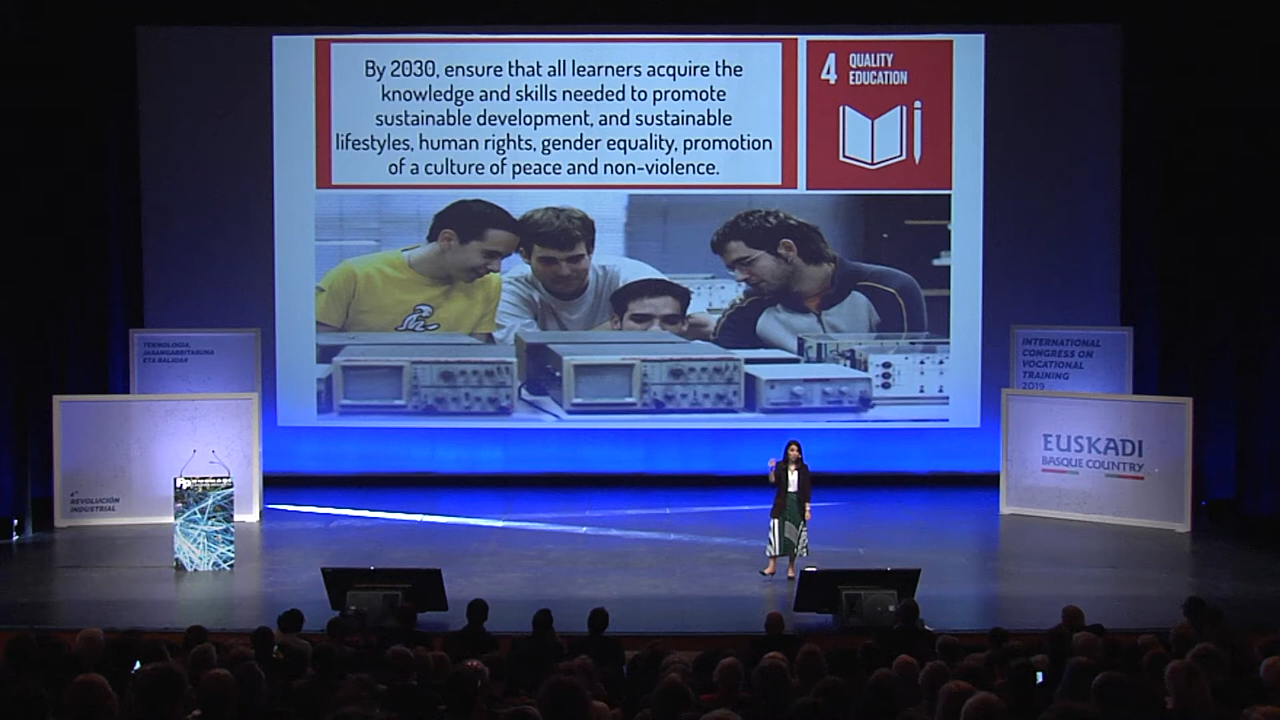 By 2030, ensure that all learners acquire the
knowledge and skills needed to promote
sustainable development, and sustainable
lifestyles, human rights, gender equality, promotion
of a culture of peace and non-violence.
4 QUALITY
EDUCATION
TEKNOLOGIA,
JASANGARRITASUNA
ETA BALIOAK
INTERNATIONAL
CONGRESS ON
VOCATIONAL
TRAINING
2019
4ª
REVOLUCIÓN
INDUSTRIAL
EUSKADI
BASQUE COUNTRY